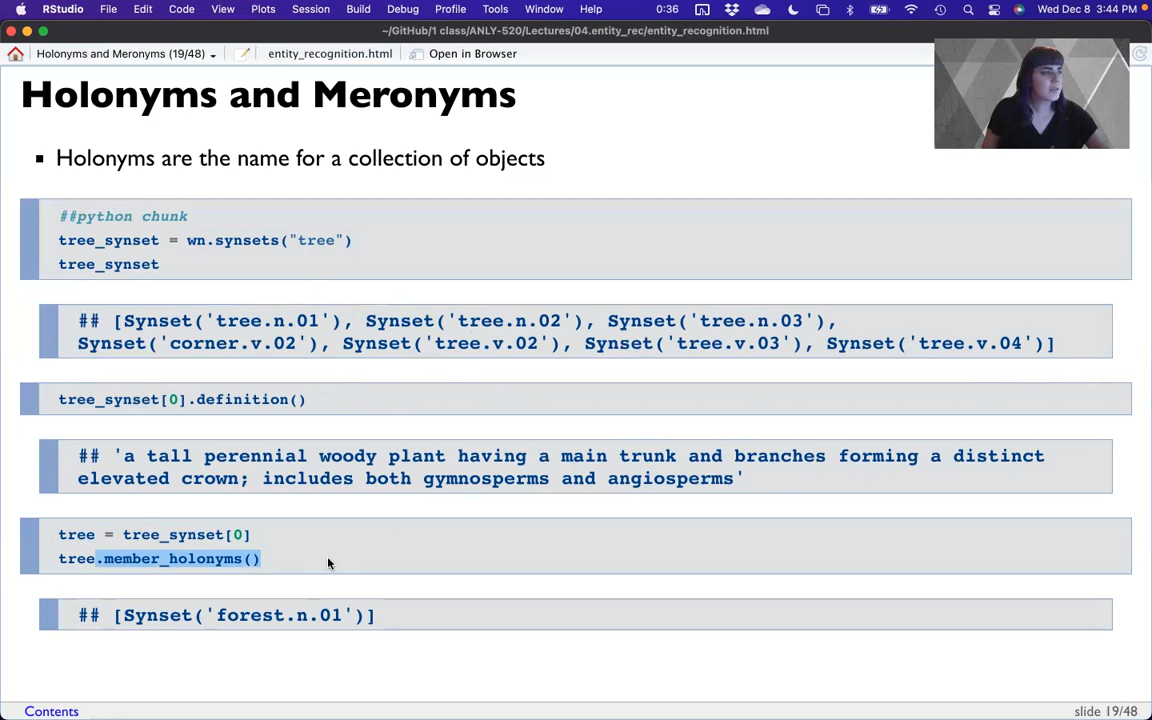 RStudio File Edit Code View Plots Session Build Debug Profile Tools Window Help 0:36 Wed Dec 8 3:44 PM
~/GitHub/1 class/ANLY-520/Lectures/04.entity_rec/entity_recognition.html
Holonyms and Meronyms (19/48) entity_recognition.html Open in Browser
Holonyms and Meronyms
Holonyms are the name for a collection of objects
##python chunk
tree_synset = wn.synsets("tree")
tree_synset
## [Synset('tree.n.01'), Synset('tree.n.02'), Synset('tree.n.03'),
Synset('corner.v.02'), Synset('tree.v.02'), Synset('tree.v.03'), Synset('tree.v.04')]
tree_synset[0].definition()
## 'a tall perennial woody plant having a main trunk and branches forming a distinct
elevated crown; includes both gymnosperms and angiosperms'
tree = tree_synset[0]
tree.member_holonyms()
## [Synset('forest.n.01')]
Contents
slide 19/48